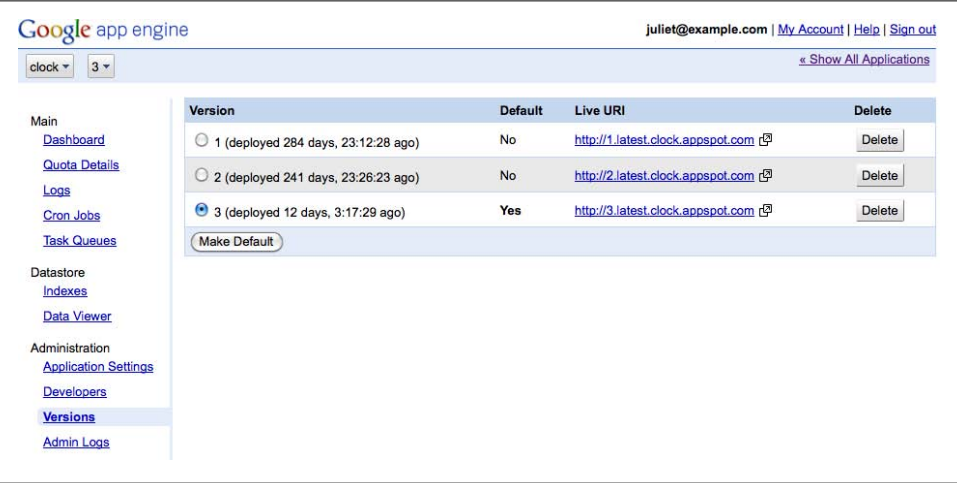 Google app engine
juliet@example.com | My Account | Help | Sign out
clock 3
« Show All Applications
Main
Dashboard
Quota Details
Logs
Cron Jobs
Task Queues
Datastore
Indexes
Data Viewer
Administration
Application Settings
Developers
Versions
Admin Logs
Version Default Live URI Delete
1 (deployed 284 days, 23:12:28 ago) No http://1.latest.clock.appspot.com Delete
2 (deployed 241 days, 23:26:23 ago) No http://2.latest.clock.appspot.com Delete
3 (deployed 12 days, 3:17:29 ago) Yes http://3.latest.clock.appspot.com Delete
Make Default